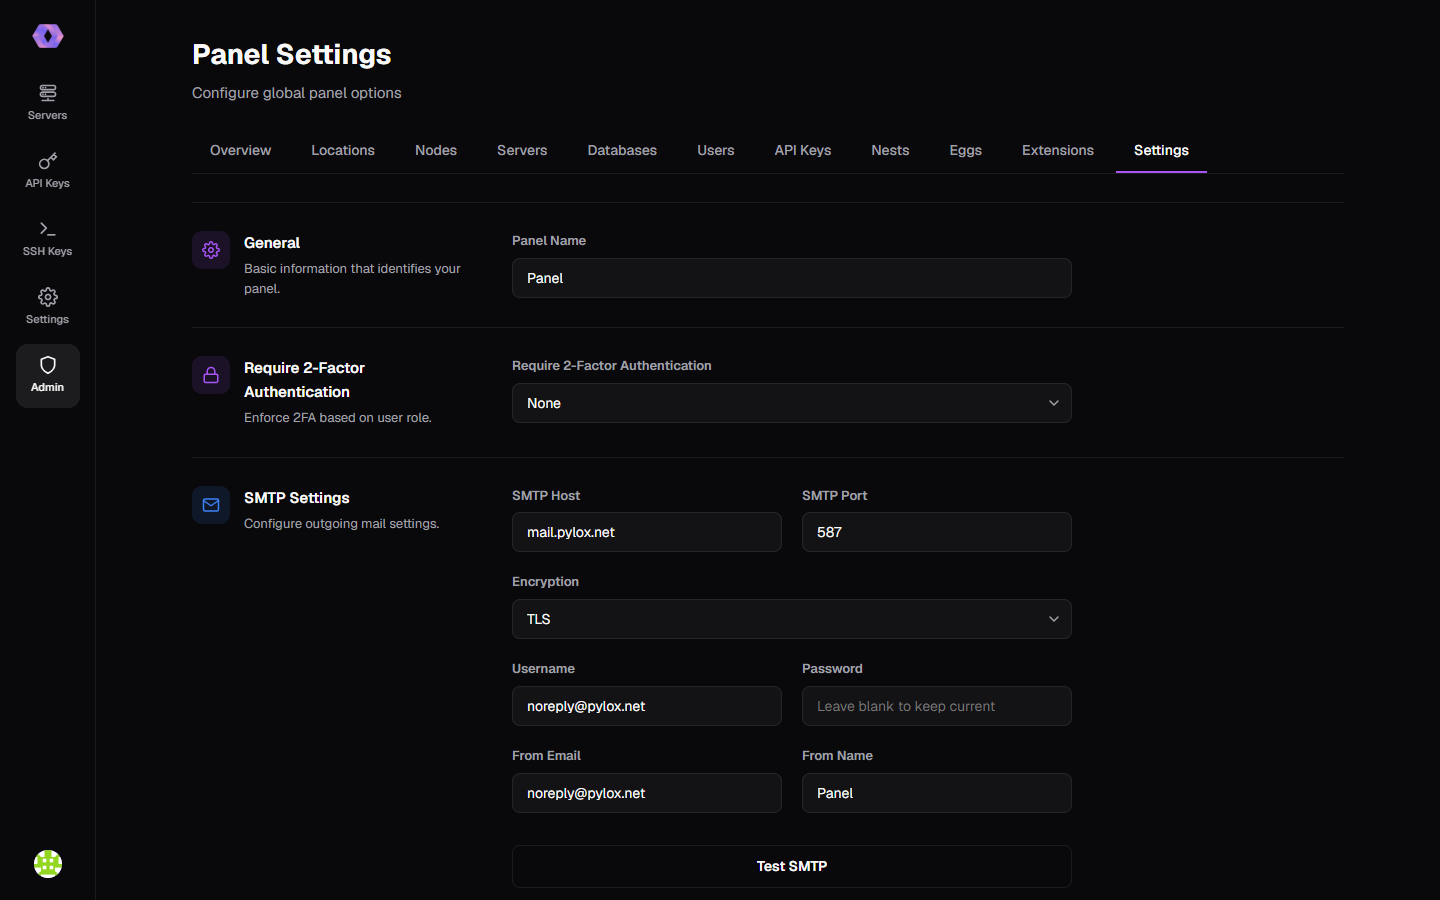 Servers
API Keys
SSH Keys
Settings
Admin
Panel Settings
Configure global panel options
Overview
Locations
Nodes
Servers
Databases
Users
API Keys
Nests
Eggs
Extensions
Settings
General
Basic information that identifies your
panel.
Panel Name
Panel
Require 2-Factor
Authentication
Enforce 2FA based on user role.
Require 2-Factor Authentication
None
SMTP Settings
Configure outgoing mail settings.
SMTP Host
mail.pylox.net
SMTP Port
587
Encryption
TLS
Username
noreply@pylox.net
Password
Leave blank to keep current
From Email
noreply@pylox.net
From Name
Panel
Test SMTP